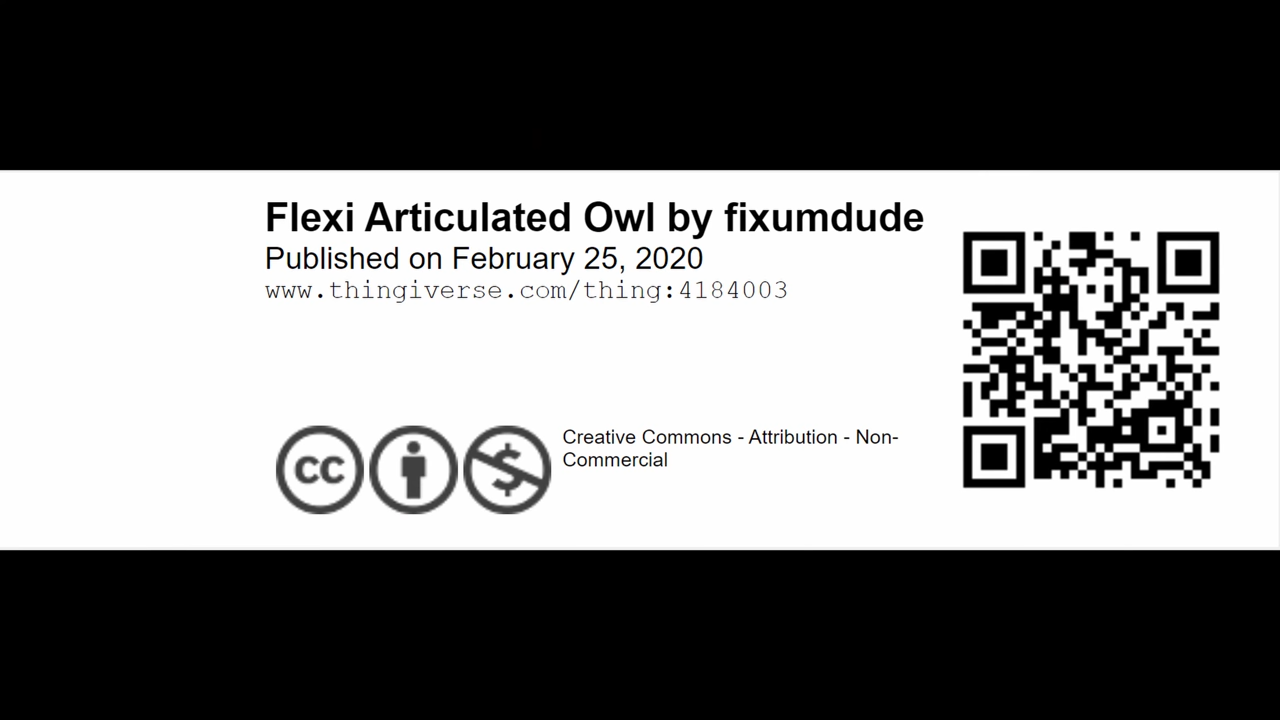 Flexi Articulated Owl by fixumdude
Published on February 25, 2020
www.thingiverse.com/thing:4184003
cc
$
Creative Commons - Attribution - Non-
Commercial